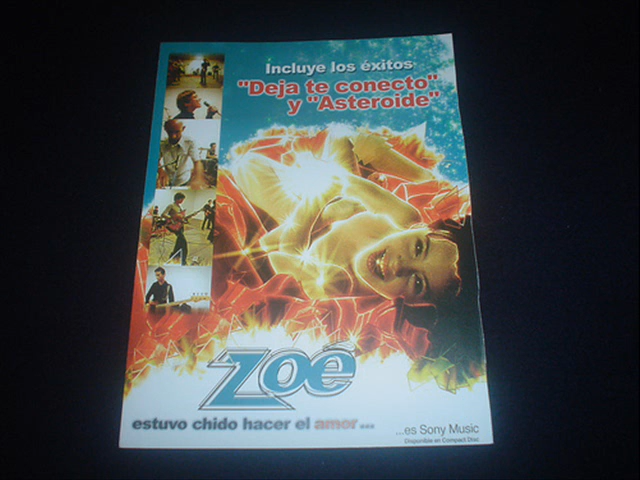 Incluye los éxitos
"Deja te conecto"
y "Asteroide"
Zoé
estuvo chido hacer el amor...
...es Sony Music
Disponible en Compact Disc